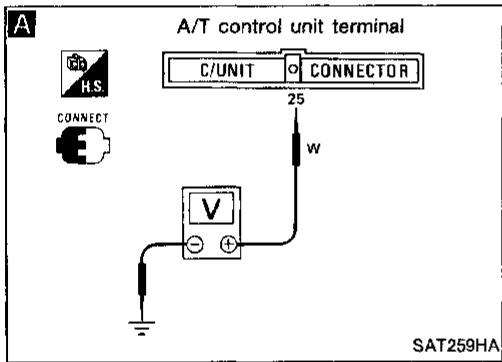 A
A/T control unit terminal
H.S.
C/UNIT
CONNECTOR
CONNECT
25
W
V
− +
SAT259HA